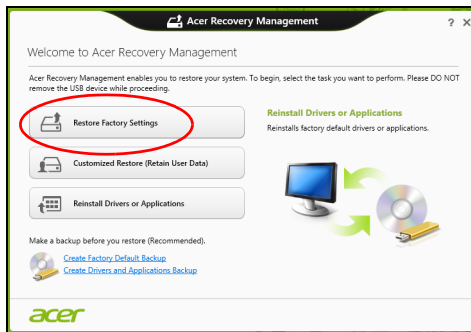 Acer Recovery Management
? X
Welcome to Acer Recovery Management
Acer Recovery Management enables you to restore your system. To begin, select the task you want to perform. Please DO NOT
remove the USB device while proceeding.
Restore Factory Settings
Reinstall Drivers or Applications
Reinstalls factory default drivers or applications.
Customized Restore (Retain User Data)
Reinstall Drivers or Applications
Make a backup before you restore (Recommended).
Create Factory Default Backup
Create Drivers and Applications Backup
acer